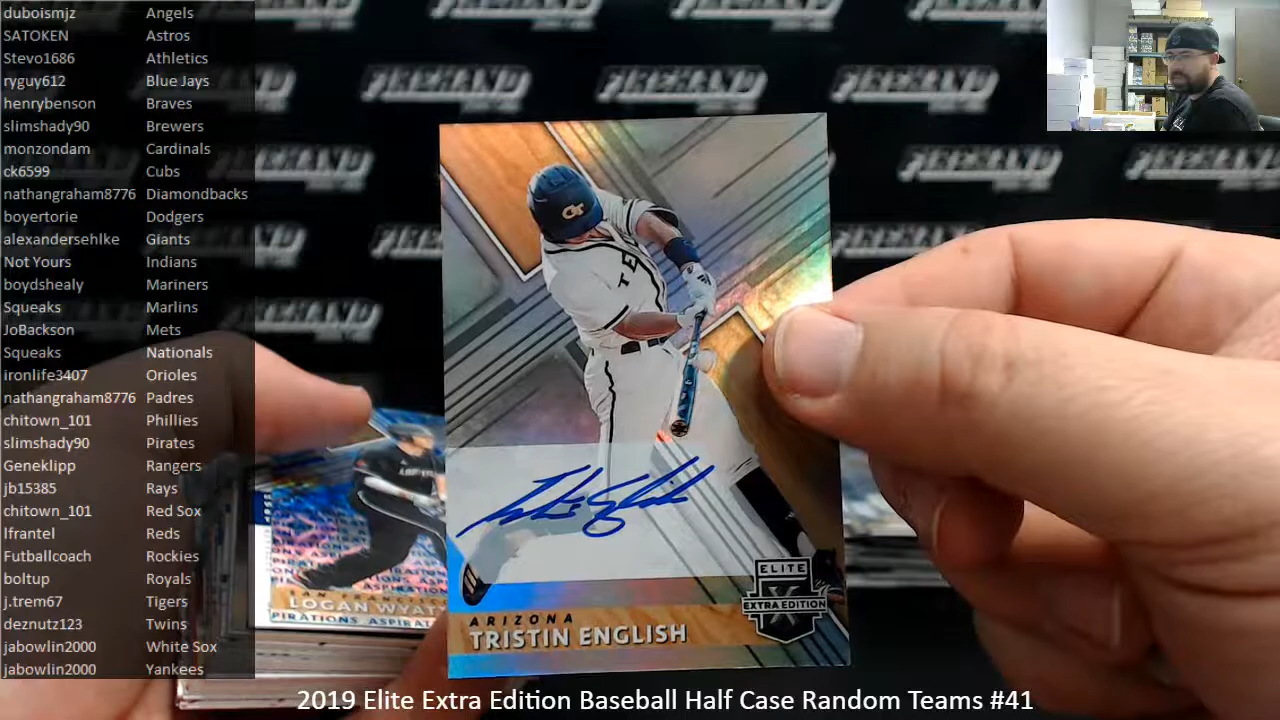 duboismjz Angels
SATOKEN Astros
Stevo1686 Athletics
ryguy612 Blue Jays
henrybenson Braves
slimshady90 Brewers
monzondam Cardinals
ck6599 Cubs
nathangraham8776 Diamondbacks
boyertorie Dodgers
alexandersehlke Giants
Not Yours Indians
boydshealy Mariners
Squeaks Marlins
JoBackson Mets
Squeaks Nationals
ironlife3407 Orioles
nathangraham8776 Padres
chitown_101 Phillies
slimshady90 Pirates
Geneklipp Rangers
jb15385 Rays
chitown_101 Red Sox
lfrantel Reds
Futballcoach Rockies
boltup Royals
j.trem67 Tigers
deznutz123 Twins
jabowlin2000 White Sox
jabowlin2000 Yankees
FIREHAND
GT
TE
ELITE
EXTRA EDITION
ARIZONA
TRISTIN ENGLISH
LOGAN WYATT
2019 Elite Extra Edition Baseball Half Case Random Teams #41